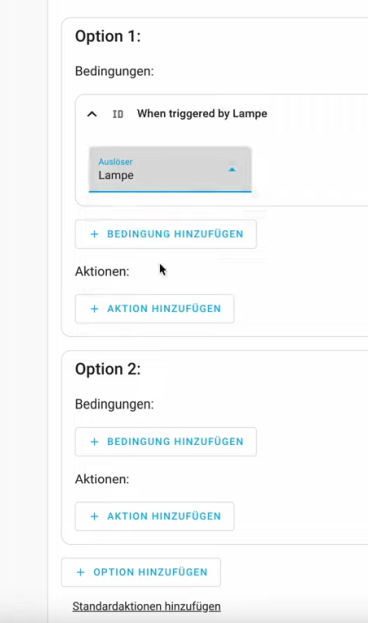 Option 1:
Bedingungen:
ID When triggered by Lampe
Auslöser
Lampe
+ BEDINGUNG HINZUFÜGEN
Aktionen:
+ AKTION HINZUFÜGEN
Option 2:
Bedingungen:
+ BEDINGUNG HINZUFÜGEN
Aktionen:
+ AKTION HINZUFÜGEN
+ OPTION HINZUFÜGEN
Standardaktionen hinzufügen